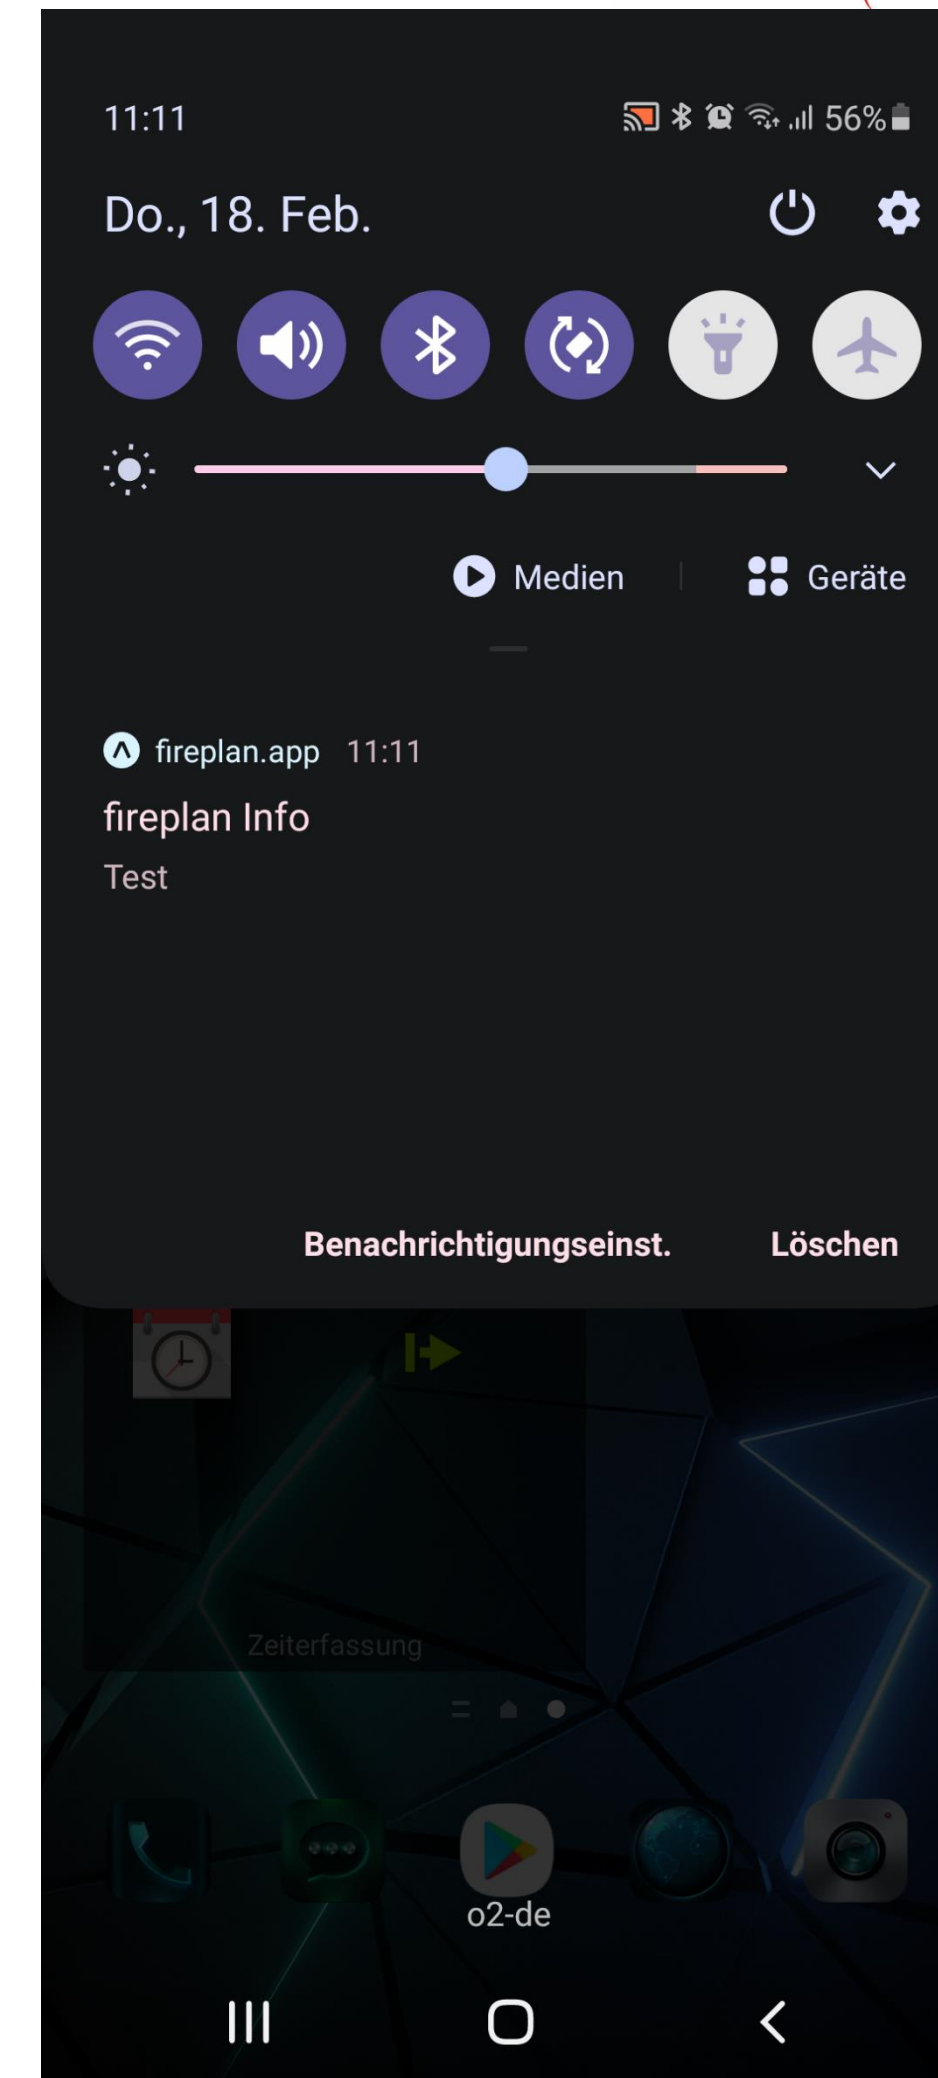 11:11
56%
Do., 18. Feb.
Medien
Geräte
fireplan.app 11:11
fireplan Info
Test
Benachrichtigungseinst.
Löschen
Zeiterfassung
o2-de